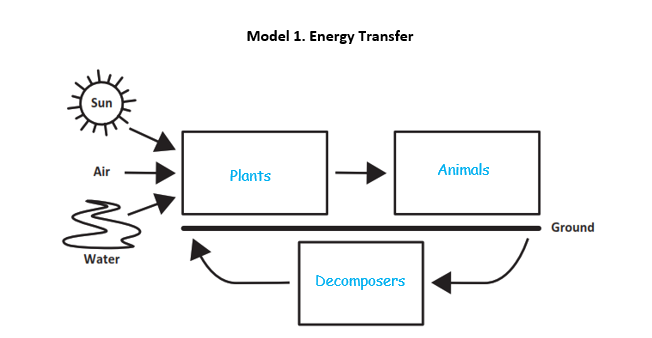 Model 1. Energy Transfer
Sun
Air
Water
Plants
Animals
Ground
Decomposers